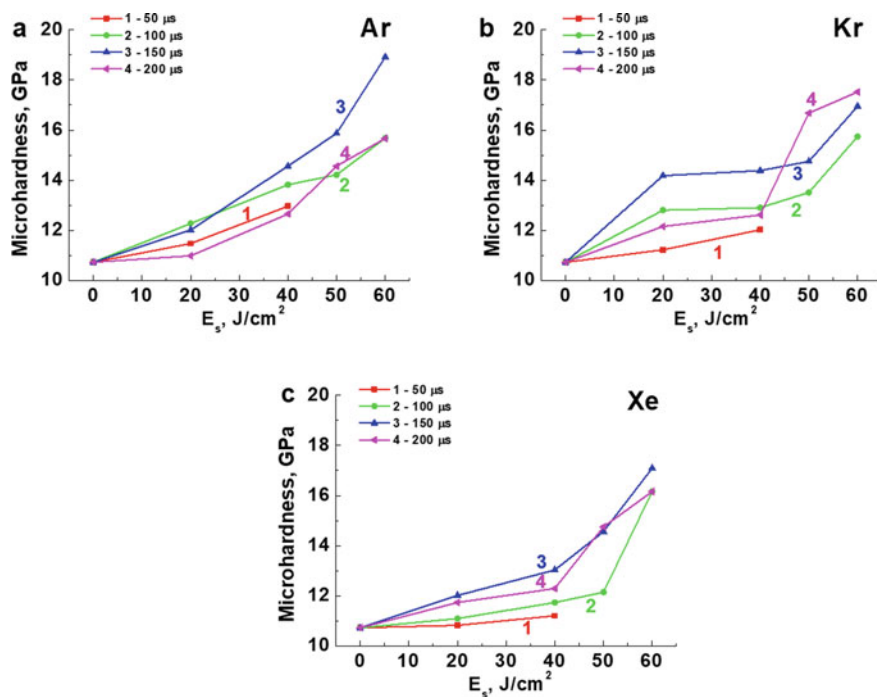 a
Ar
1 - 50 μs
2 - 100 μs
3 - 150 μs
4 - 200 μs
Microhardness, GPa
20
18
16
14
12
10
3
4
2
1
0 10 20 30 40 50 60
Eₛ, J/cm²
b
Kr
1 - 50 μs
2 - 100 μs
3 - 150 μs
4 - 200 μs
Microhardness, GPa
20
18
16
14
12
10
4
3
2
1
0 10 20 30 40 50 60
Eₛ, J/cm²
c
Xe
1 - 50 μs
2 - 100 μs
3 - 150 μs
4 - 200 μs
Microhardness, GPa
20
18
16
14
12
10
3
4
2
1
0 10 20 30 40 50 60
Eₛ, J/cm²